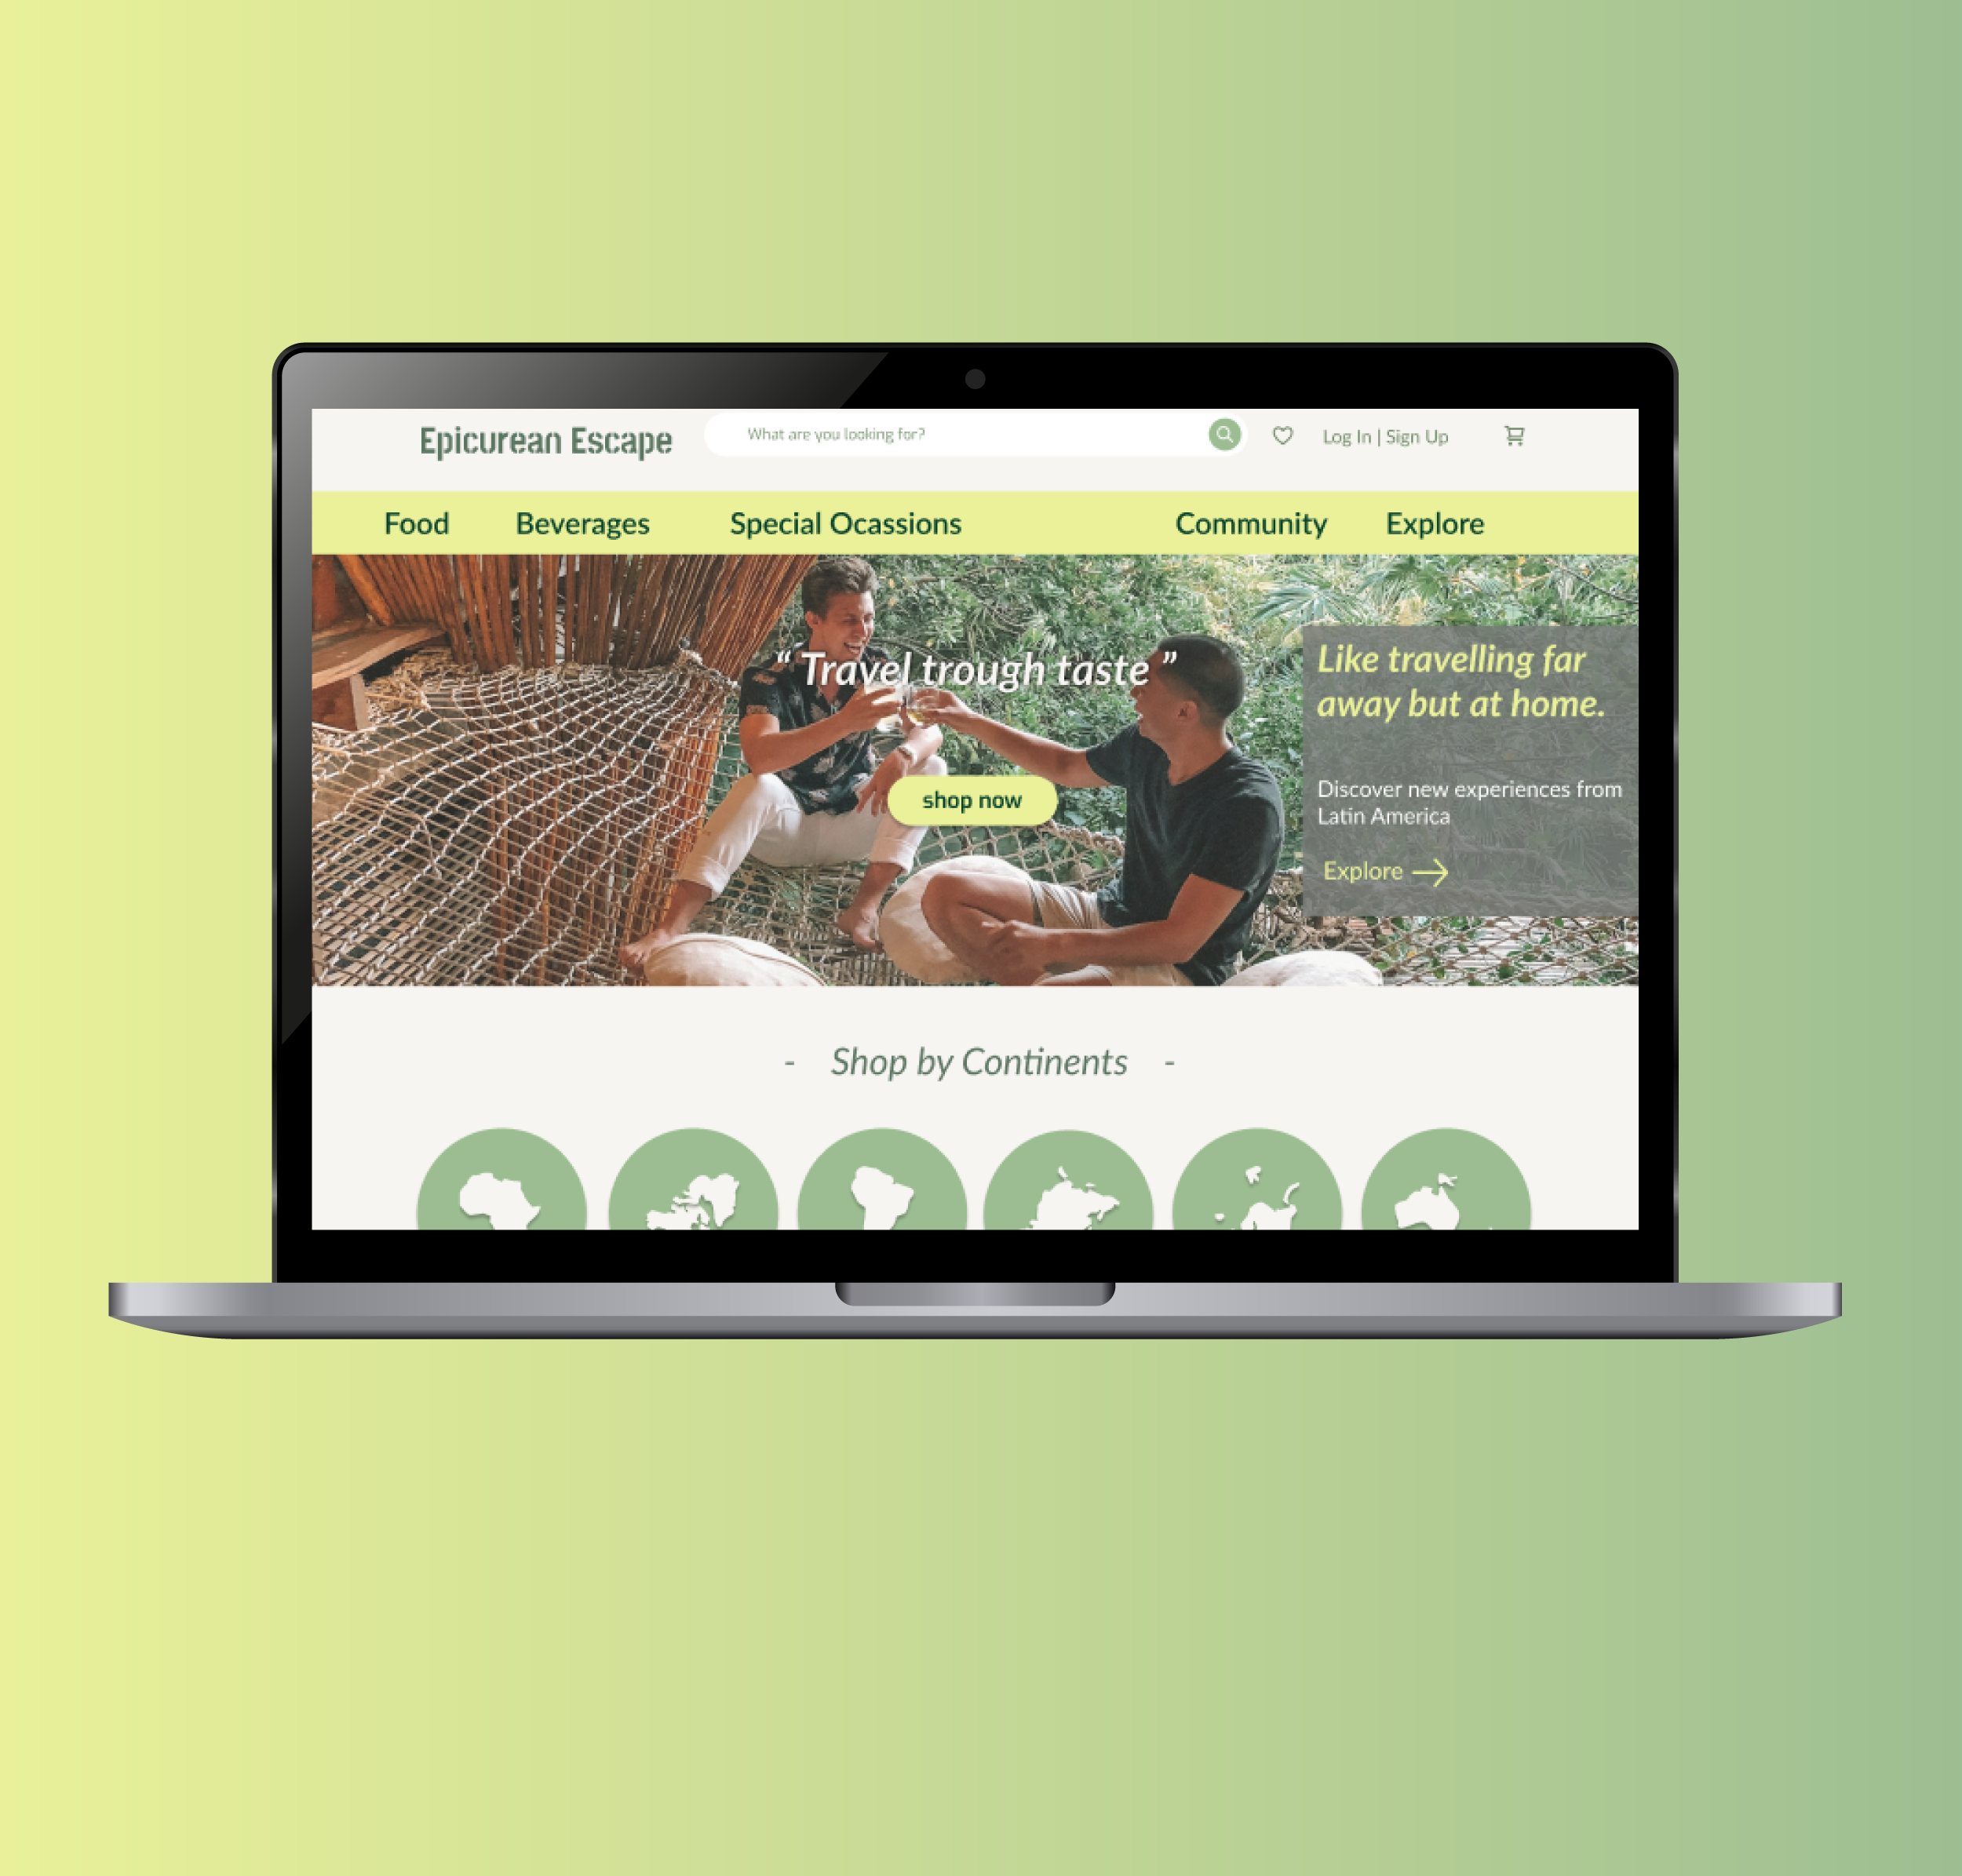 Epicurean Escape
What are you looking for?
Log In | Sign Up
Food
Beverages
Special Ocassions
Community
Explore
“ Travel trough taste ”
shop now
Like travelling far
away but at home.
Discover new experiences from
Latin America
Explore
- Shop by Continents -